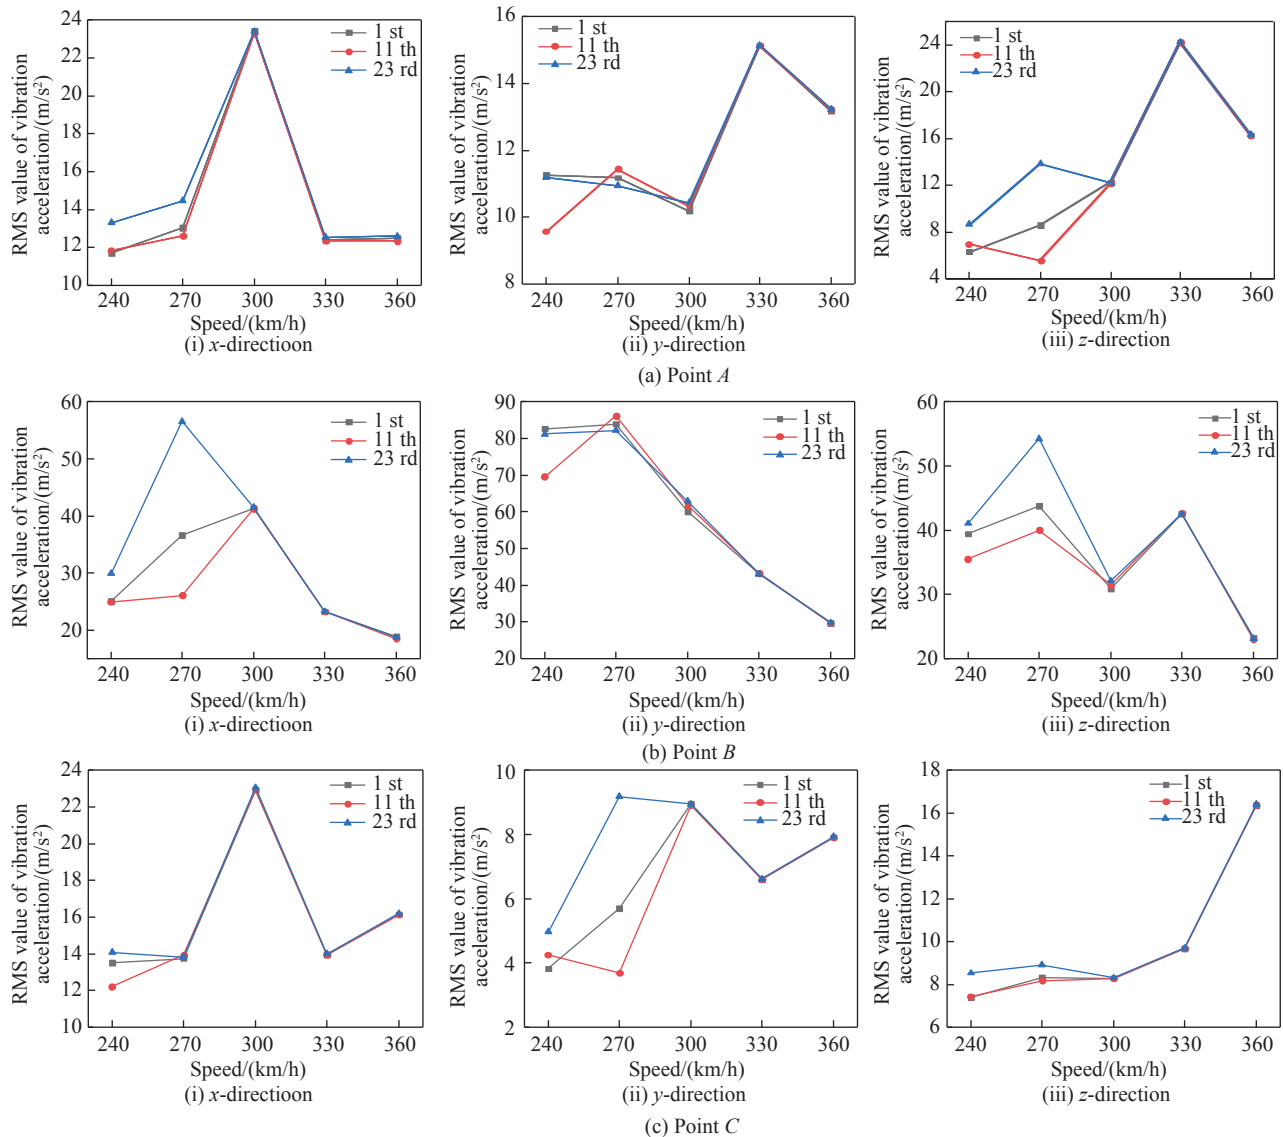 RMS value of vibration
acceleration/(m/s²)
24
22
20
18
16
14
12
10
1 st
11 th
23 rd
240 270 300 330 360
Speed/(km/h)
(i) x-directioon
RMS value of vibration
acceleration/(m/s²)
16
14
12
10
8
1 st
11 th
23 rd
240 270 300 330 360
Speed/(km/h)
(ii) y-direction
RMS value of vibration
acceleration/(m/s²)
24
20
16
12
8
4
1 st
11 th
23 rd
240 270 300 330 360
Speed/(km/h)
(iii) z-direction
(a) Point A
RMS value of vibration
acceleration/(m/s²)
60
50
40
30
20
1 st
11 th
23 rd
240 270 300 330 360
Speed/(km/h)
(i) x-directioon
RMS value of vibration
acceleration/(m/s²)
90
80
70
60
50
40
30
20
1 st
11 th
23 rd
240 270 300 330 360
Speed/(km/h)
(ii) y-direction
RMS value of vibration
acceleration/(m/s²)
60
50
40
30
20
1 st
11 th
23 rd
240 270 300 330 360
Speed/(km/h)
(iii) z-direction
(b) Point B
RMS value of vibration
acceleration/(m/s²)
24
22
20
18
16
14
12
10
1 st
11 th
23 rd
240 270 300 330 360
Speed/(km/h)
(i) x-directioon
RMS value of vibration
acceleration/(m/s²)
10
8
6
4
2
1 st
11 th
23 rd
240 270 300 330 360
Speed/(km/h)
(ii) y-direction
RMS value of vibration
acceleration/(m/s²)
18
16
14
12
10
8
6
1 st
11 th
23 rd
240 270 300 330 360
Speed/(km/h)
(iii) z-direction
(c) Point C